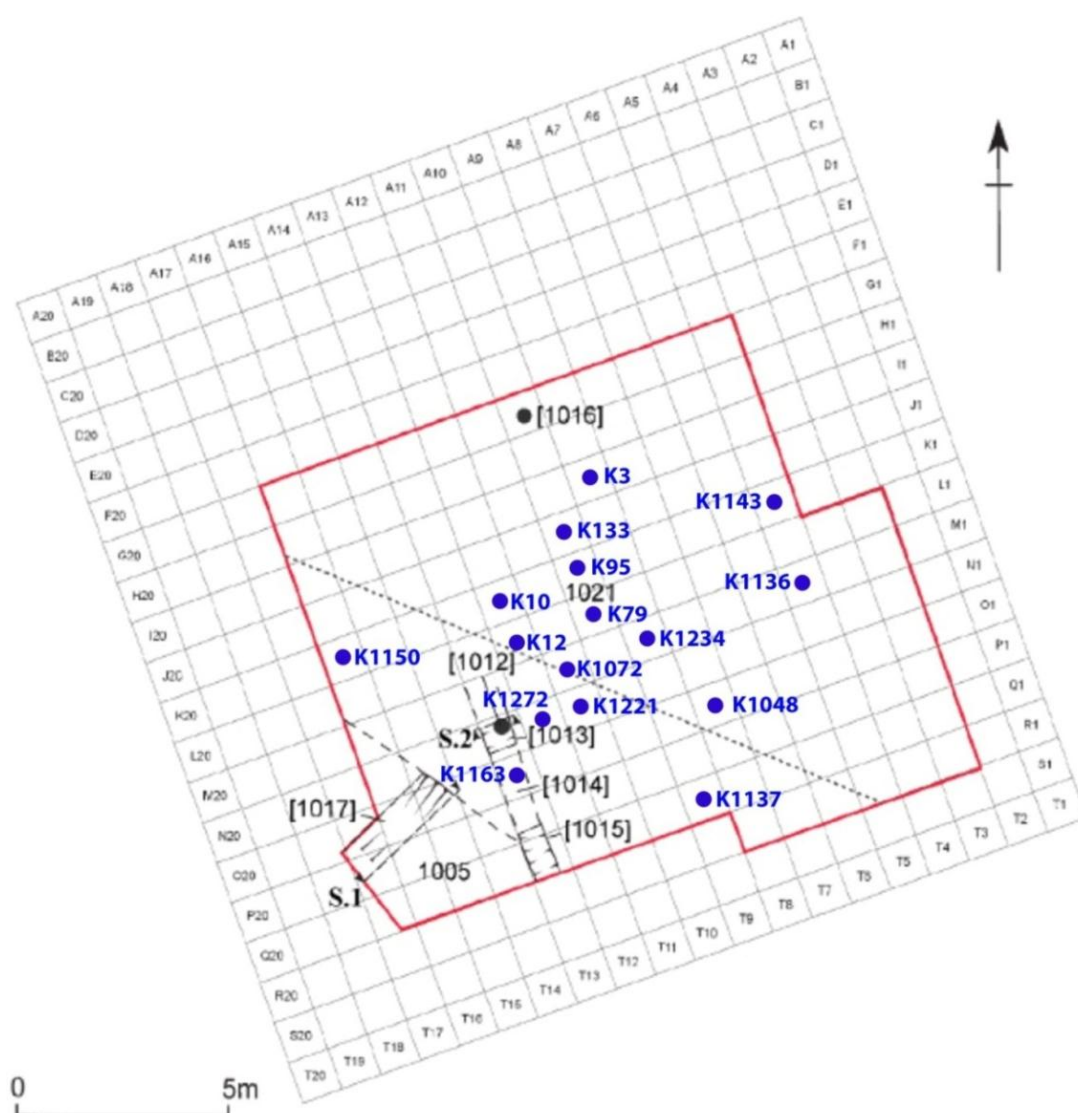 A1
A2
A3
A4
A5
A6
A7
A8
A9
A10
A11
A12
A13
A14
A15
A16
A17
A18
A19
A20
B1
C1
D1
E1
F1
G1
H1
I1
J1
K1
L1
M1
N1
O1
P1
Q1
R1
S1
T1
B20
C20
D20
E20
F20
G20
H20
I20
J20
K20
L20
M20
N20
O20
P20
Q20
R20
S20
T20
T19
T18
T17
T16
T15
T14
T13
T12
T11
T10
T9
T8
T7
T6
T5
T4
T3
T2
[1016]
K3
K1143
K133
K95
1021
K1136
K10
K79
K12
K1234
K1150
[1012]
K1072
K1272
K1221
K1048
S.2
[1013]
K1163
[1014]
K1137
[1017]
[1015]
1005
S.1
0 5m